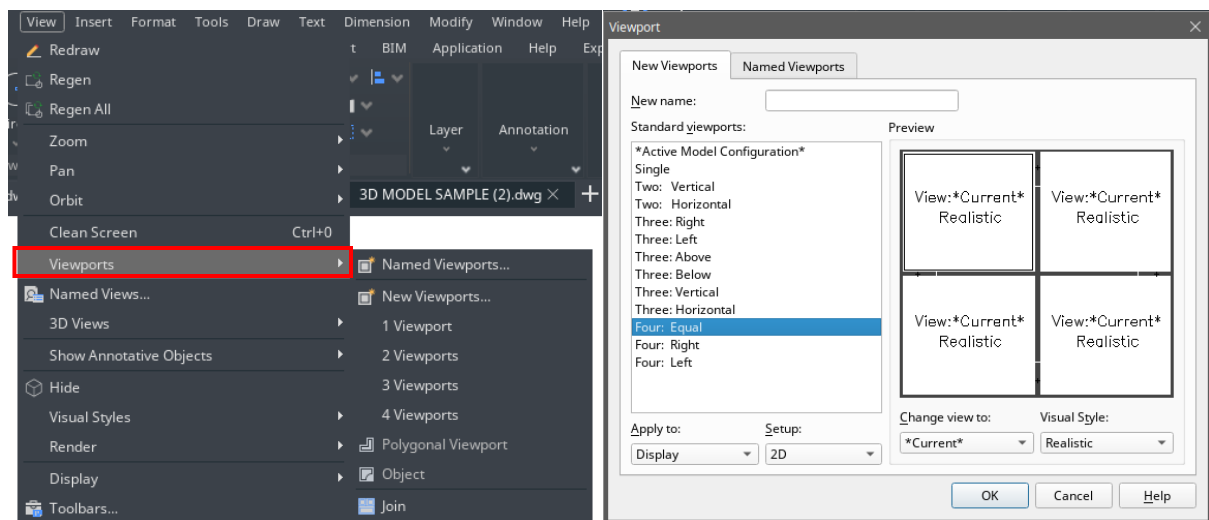 View Insert Format Tools Draw Text Dimension Modify Window Help
Redraw
t BIM Application Help Exp
Regen
Regen All
Layer Annotation
Zoom
Pan
Orbit
3D MODEL SAMPLE (2).dwg
Clean Screen Ctrl+0
Viewports
Named Views...
3D Views
Show Annotative Objects
Hide
Visual Styles
Render
Display
Toolbars...
Named Viewports...
New Viewports...
1 Viewport
2 Viewports
3 Viewports
4 Viewports
Polygonal Viewport
Object
Join
Viewport
New Viewports Named Viewports
New name:
Standard viewports:
*Active Model Configuration*
Single
Two: Vertical
Two: Horizontal
Three: Right
Three: Left
Three: Above
Three: Below
Three: Vertical
Three: Horizontal
Four: Equal
Four: Right
Four: Left
Apply to: Setup:
Display 2D
Preview
View:*Current* View:*Current*
Realistic Realistic
View:*Current* View:*Current*
Realistic Realistic
Change view to: Visual Style:
*Current* Realistic
OK Cancel Help